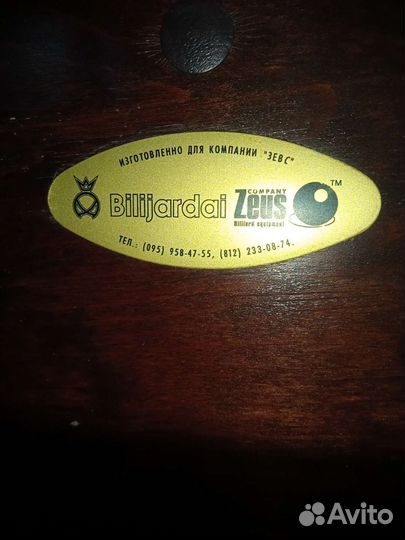 ИЗГОТОВЛЕННО ДЛЯ КОМПАНИИ "ЗЕВС"
Bilijardai Zeus COMPANY TM
Billiard equipment
ТЕЛ.: (095) 958-47-55, (812) 233-08-74.
Avito